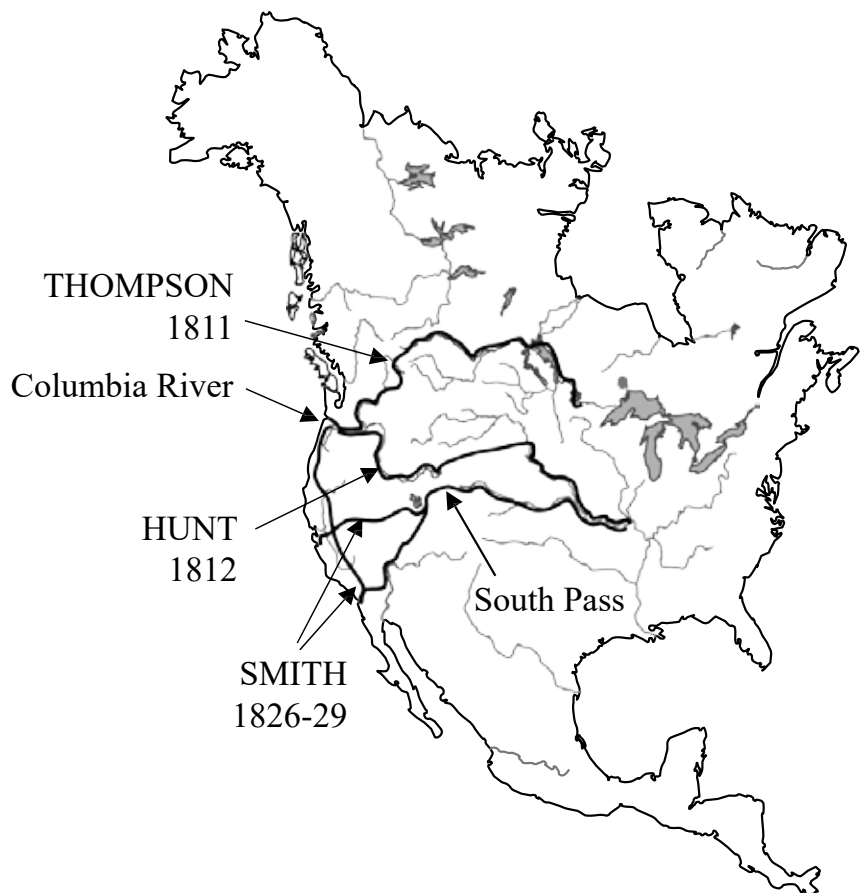 THOMPSON
1811
Columbia River
HUNT
1812
South Pass
SMITH
1826-29